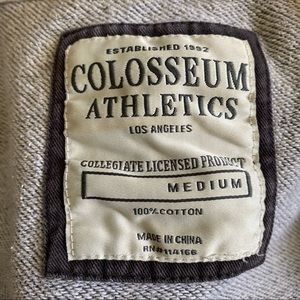 ESTABLISHED 1992
COLOSSEUM
ATHLETICS
LOS ANGELES
COLLEGIATE LICENSED PRODUCT
MEDIUM
100% COTTON
MADE IN CHINA
RN#114166